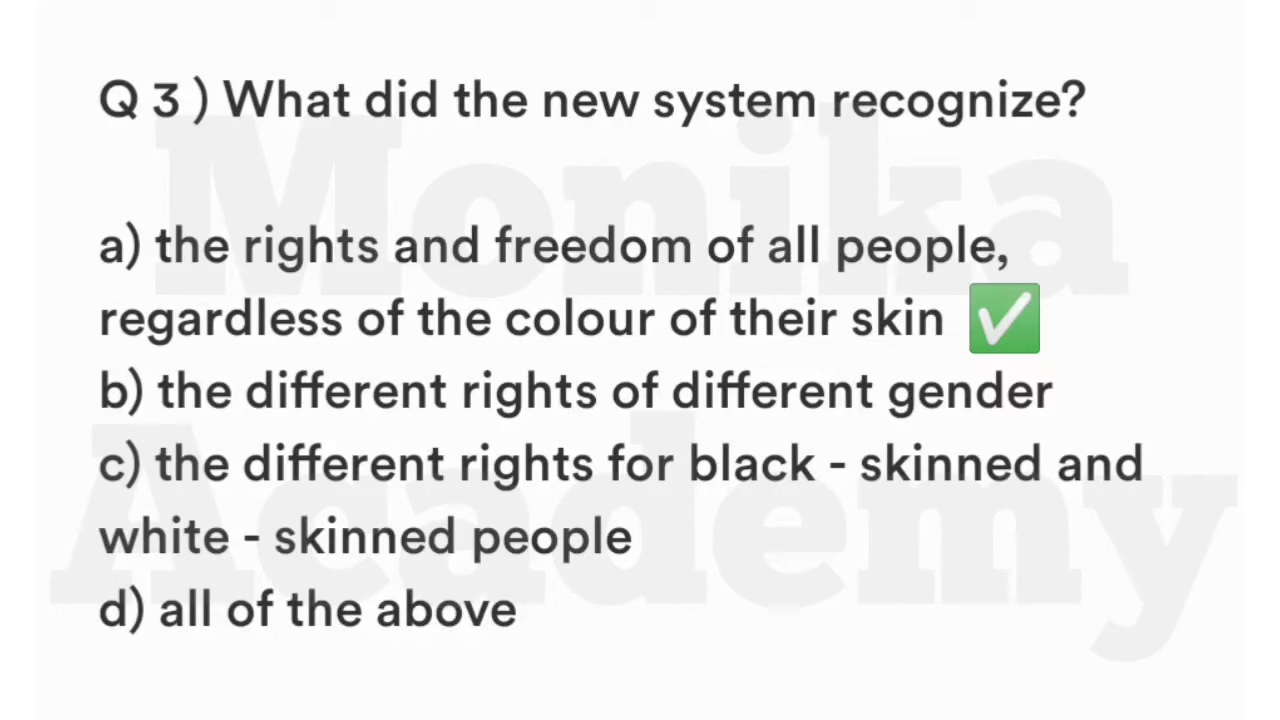 Q 3 ) What did the new system recognize?
a) the rights and freedom of all people,
regardless of the colour of their skin ✅
b) the different rights of different gender
c) the different rights for black - skinned and
white - skinned people
d) all of the above
Monika
Academy